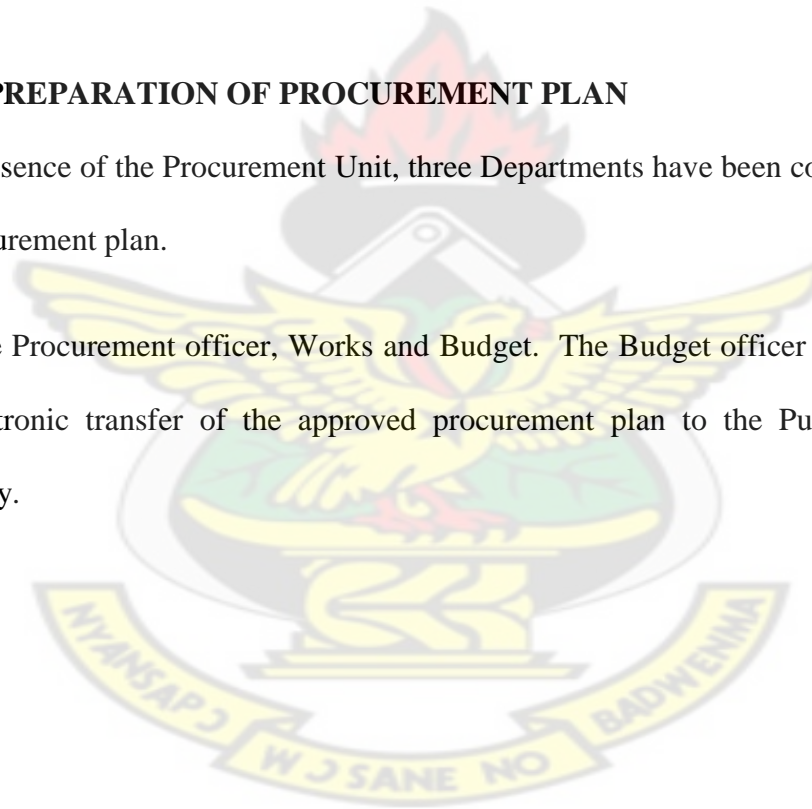 PREPARATION OF PROCUREMENT PLAN
sence of the Procurement Unit, three Departments have been co
urement plan.
e Procurement officer, Works and Budget. The Budget officer
tronic transfer of the approved procurement plan to the Pu
y.
NYANSAPƆ
WƆ SANE NO
BADWENMA